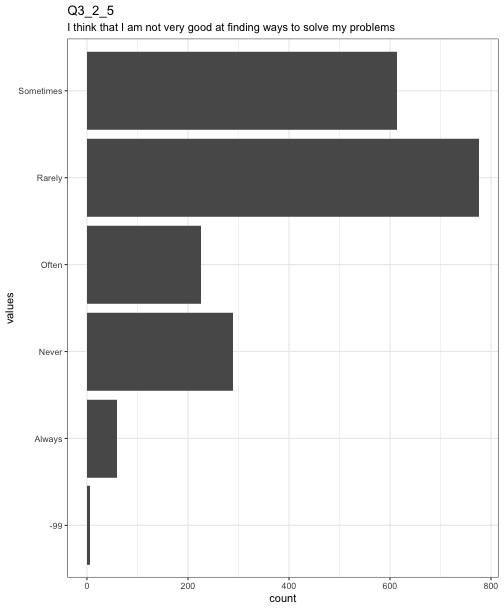 Q3_2_5
I think that I am not very good at finding ways to solve my problems
values
Sometimes
Rarely
Often
Never
Always
-99
0 200 400 600 800
count